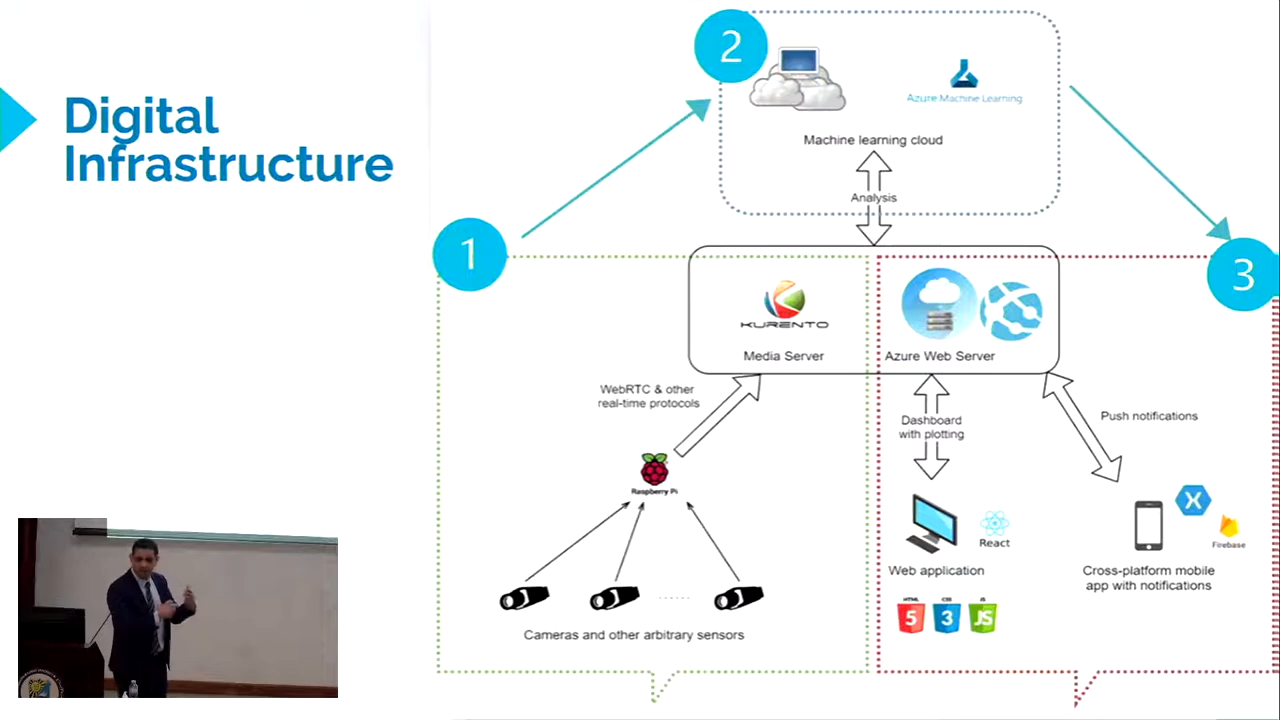 Digital
Infrastructure
2
Azure Machine Learning
Machine learning cloud
Analysis
1
3
KURENTO
Media Server
Azure Web Server
WebRTC & other
real-time protocols
Dashboard
with plotting
Push notifications
Raspberry Pi
React
Firebase
Web application
Cross-platform mobile
app with notifications
HTML
5
CSS
3
JS
JS
Cameras and other arbitrary sensors